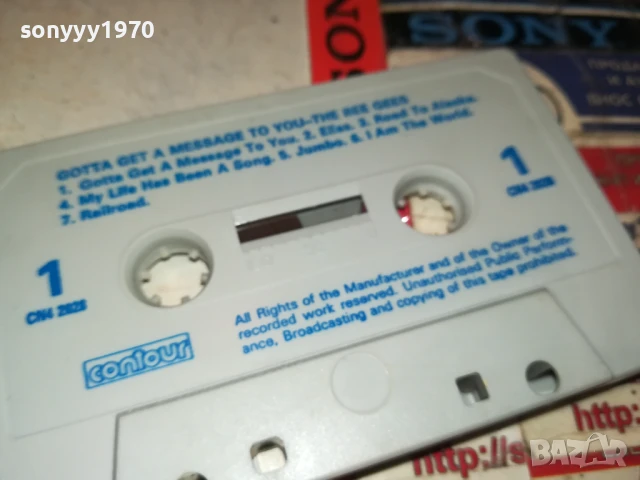 sonyyy1970
SON
SONY
GOTTA GET A MESSAGE TO YOU-THE BEE GEES
1. Gotta Get A Message To You. 2. Elisa. 3. Road To Alaska.
4. My Life Has Been A Song. 5. Jumbo. 6. I Am The World.
7. Railroad.
1
CN4 2028
1
CN4 2028
All Rights of the Manufacturer and of the Owner of the
recorded work reserved. Unauthorised Public Perform-
ance, Broadcasting and copying of this tape prohibited.
contour
http:
http://s
BAZAR